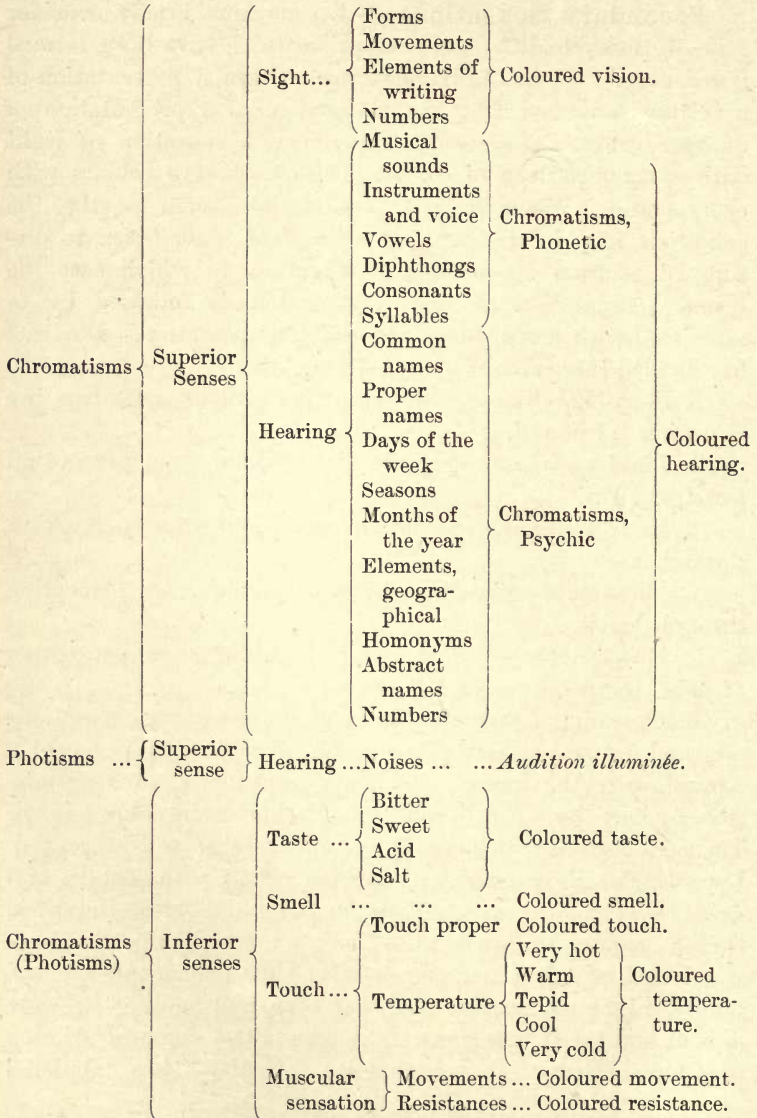 Forms
Movements
Sight... Elements of
writing Coloured vision.
Numbers
Musical
sounds
Instruments
and voice Chromatisms,
Vowels Phonetic
Diphthongs
Consonants
Syllables
Chromatisms Superior Common
Senses names
Proper
names
Hearing Days of the Coloured
week hearing.
Seasons
Months of Chromatisms,
the year Psychic
Elements,
geogra-
phical
Homonyms
Abstract
names
Numbers
Photisms ... Superior
sense Hearing ... Noises ... ... Audition illuminée.
Bitter
Taste ... Sweet Coloured taste.
Acid
Salt
Smell ... ... ... Coloured smell.
Chromatisms Inferior Touch proper Coloured touch.
(Photisms) senses Very hot
Touch ... Warm Coloured
Temperature Tepid tempera-
Cool ture.
Very cold
Muscular Movements ... Coloured movement.
sensation Resistances ... Coloured resistance.